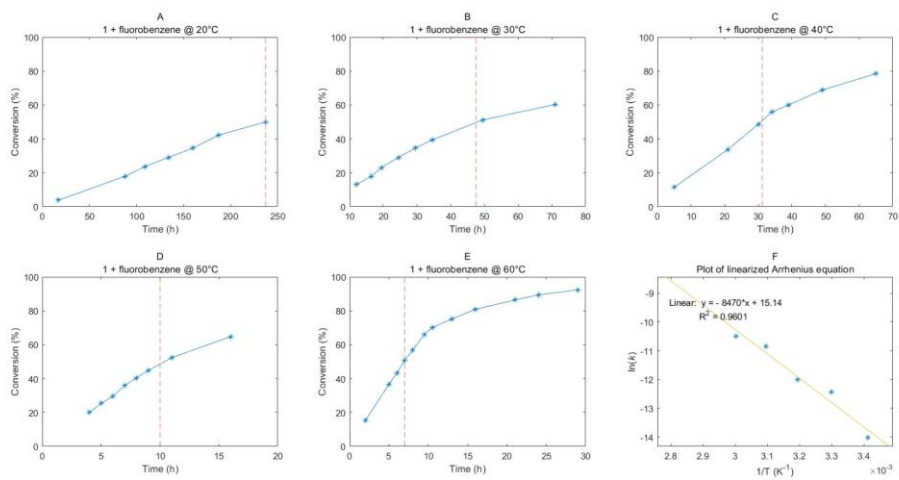 A
1 + fluorobenzene @ 20°C
100
80
60
40
20
0
Conversion (%)
0 50 100 150 200 250
Time (h)
B
1 + fluorobenzene @ 30°C
100
80
60
40
20
0
Conversion (%)
10 20 30 40 50 60 70 80
Time (h)
C
1 + fluorobenzene @ 40°C
100
80
60
40
20
0
Conversion (%)
0 10 20 30 40 50 60 70
Time (h)
D
1 + fluorobenzene @ 50°C
100
80
60
40
20
0
Conversion (%)
0 5 10 15 20
Time (h)
E
1 + fluorobenzene @ 60°C
100
80
60
40
20
0
Conversion (%)
0 5 10 15 20 25 30
Time (h)
F
Plot of linearized Arrhenius equation
Linear: y = - 8470*x + 15.14
R² = 0.9601
-9
-10
-11
-12
-13
-14
ln(k)
2.8 2.9 3 3.1 3.2 3.3 3.4
1/T (K⁻¹)
×10⁻³